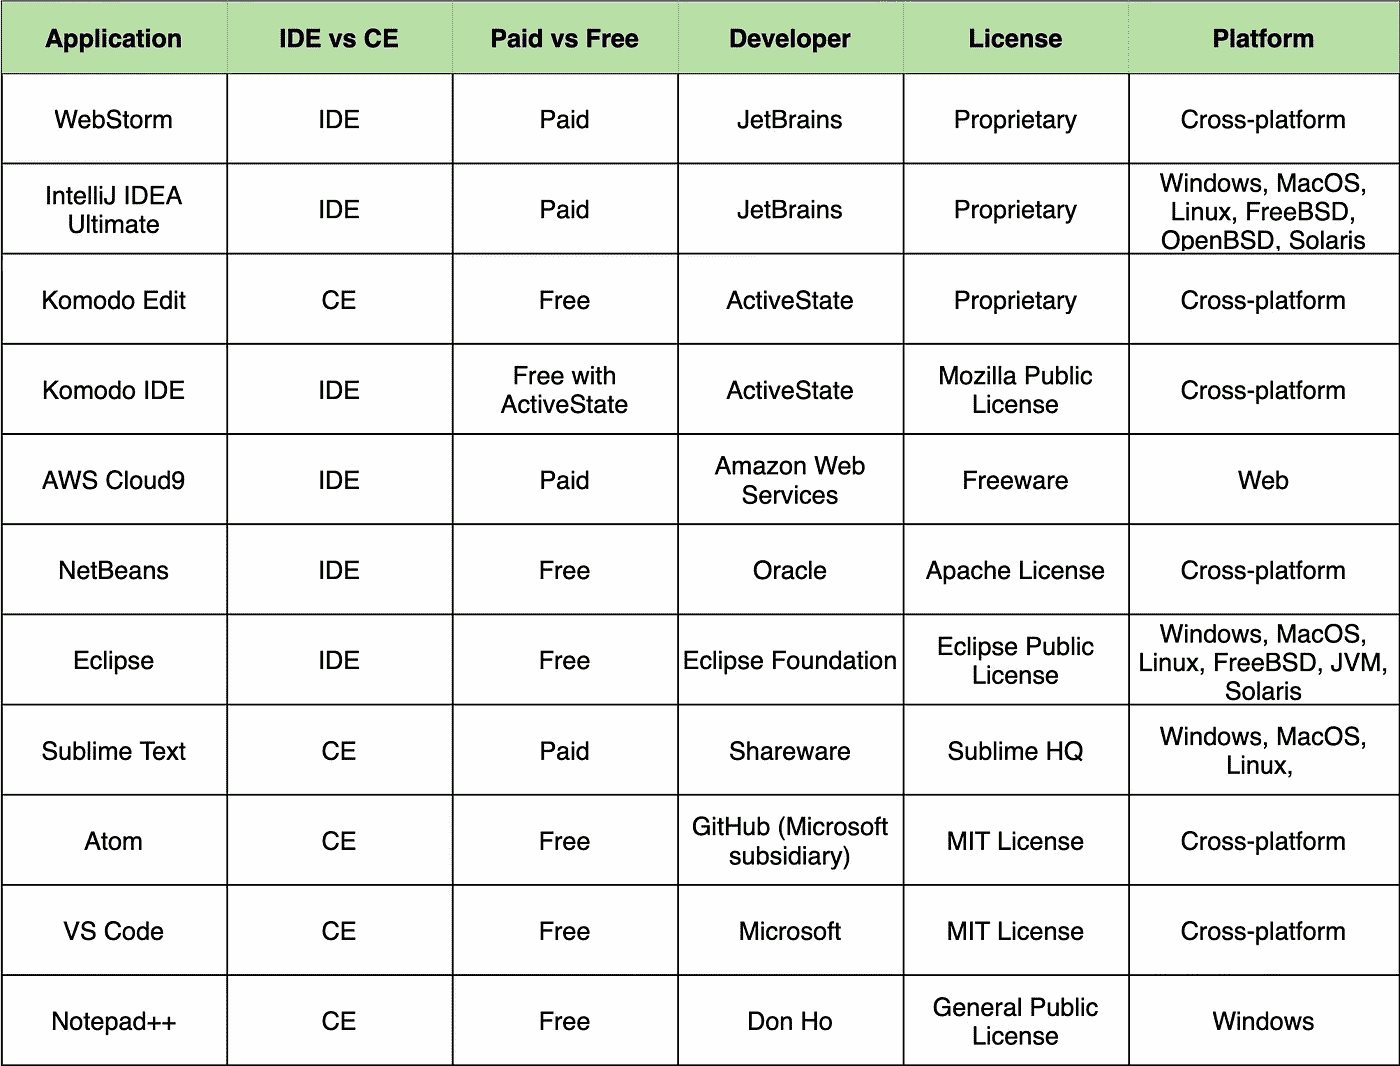 Application IDE vs CE Paid vs Free Developer License Platform
WebStorm IDE Paid JetBrains Proprietary Cross-platform
IntelliJ IDEA
Ultimate
IDE Paid JetBrains Proprietary
Windows, MacOS,
Linux, FreeBSD,
OpenBSD, Solaris
Komodo Edit CE Free ActiveState Proprietary Cross-platform
Komodo IDE IDE
Free with
ActiveState
ActiveState
Mozilla Public
License
Cross-platform
AWS Cloud9 IDE Paid
Amazon Web
Services
Freeware Web
NetBeans IDE Free Oracle Apache License Cross-platform
Eclipse IDE Free Eclipse Foundation
Eclipse Public
License
Windows, MacOS,
Linux, FreeBSD, JVM,
Solaris
Sublime Text CE Paid Shareware Sublime HQ
Windows, MacOS,
Linux,
Atom CE Free
GitHub (Microsoft
subsidiary)
MIT License Cross-platform
VS Code CE Free Microsoft MIT License Cross-platform
Notepad++ CE Free Don Ho
General Public
License
Windows